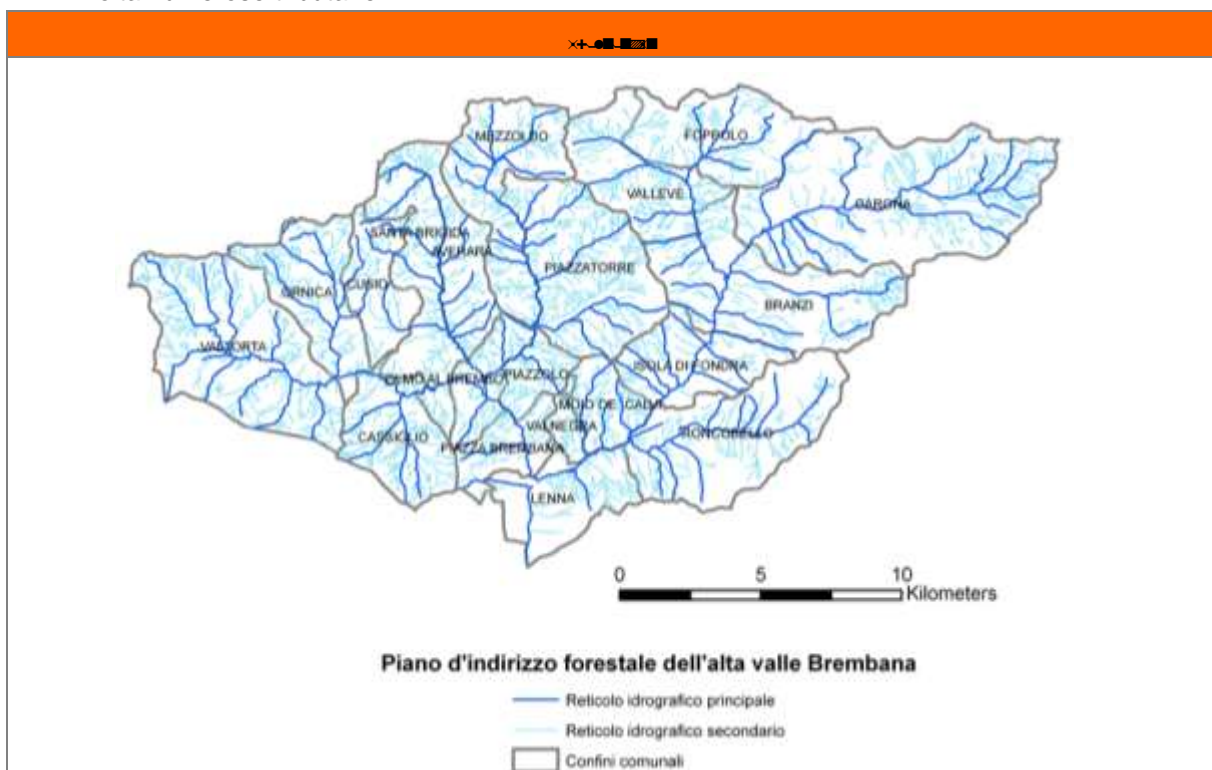 MEZZOLDO
FOPPOLO
VALLEVE
CARONA
SANTA BRIGIDA
AVERARA
PIAZZATORRE
ORNICA
CUSIO
BRANZI
VALTORTA
ISOLA DI FONDRA
OLMO AL BREMBO
PIAZZOLO
MOIO DE' CALVI
VALNEGRA
RONCOBELLO
CASSIGLIO
PIAZZA BREMBANA
LENNA
0 5 10
Kilometers
Piano d'indirizzo forestale dell'alta valle Brembana
Reticolo idrografico principale
Reticolo idrografico secondario
Confini comunali